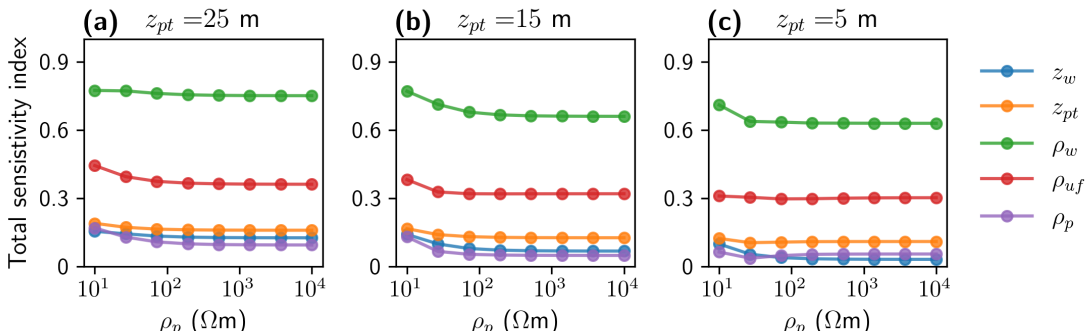 (a) z_pt =25 m (b) z_pt =15 m (c) z_pt =5 m
Total sensistivity index
0.9
0.6
0.3
0
10^1 10^2 10^3 10^4
ρ_p (Ωm)
0.9
0.6
0.3
0
10^1 10^2 10^3 10^4
ρ_p (Ωm)
0.9
0.6
0.3
0
10^1 10^2 10^3 10^4
ρ_p (Ωm)
z_w
z_pt
ρ_w
ρ_uf
ρ_p